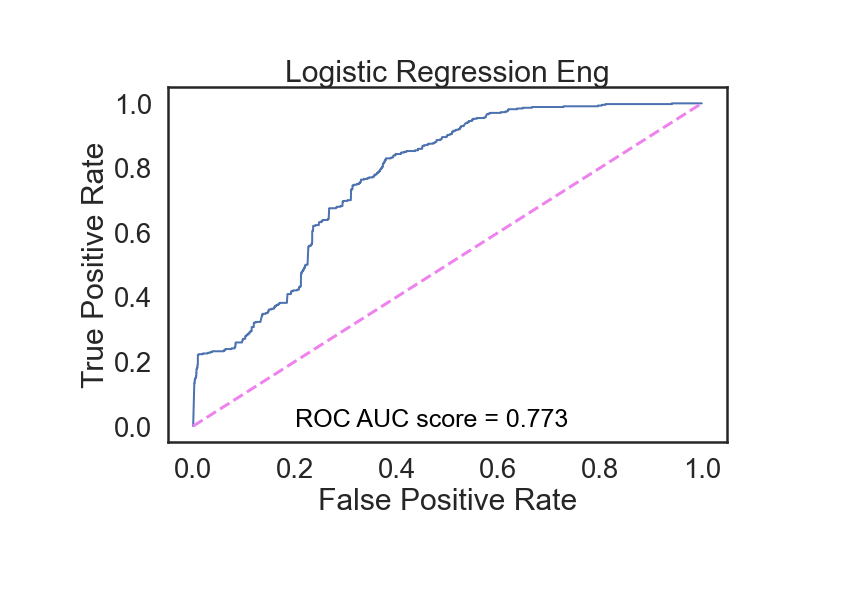 Logistic Regression Eng
1.0
0.8
0.6
0.4
0.2
0.0
True Positive Rate
ROC AUC score = 0.773
0.0 0.2 0.4 0.6 0.8 1.0
False Positive Rate